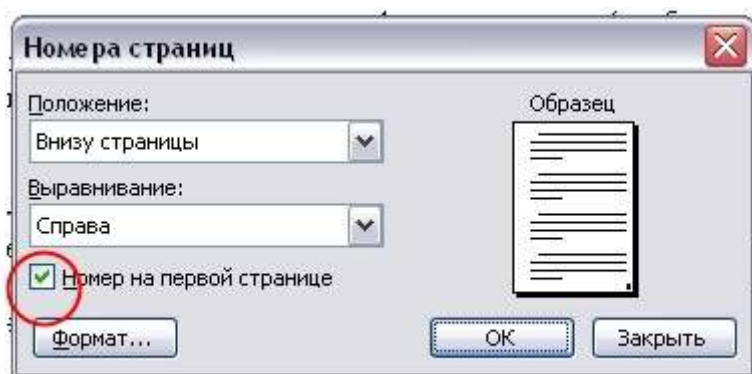 Номера страниц
Положение:
Образец
Внизу страницы
Выравнивание:
Справа
Номер на первой странице
Формат...
ОК
Закрыть